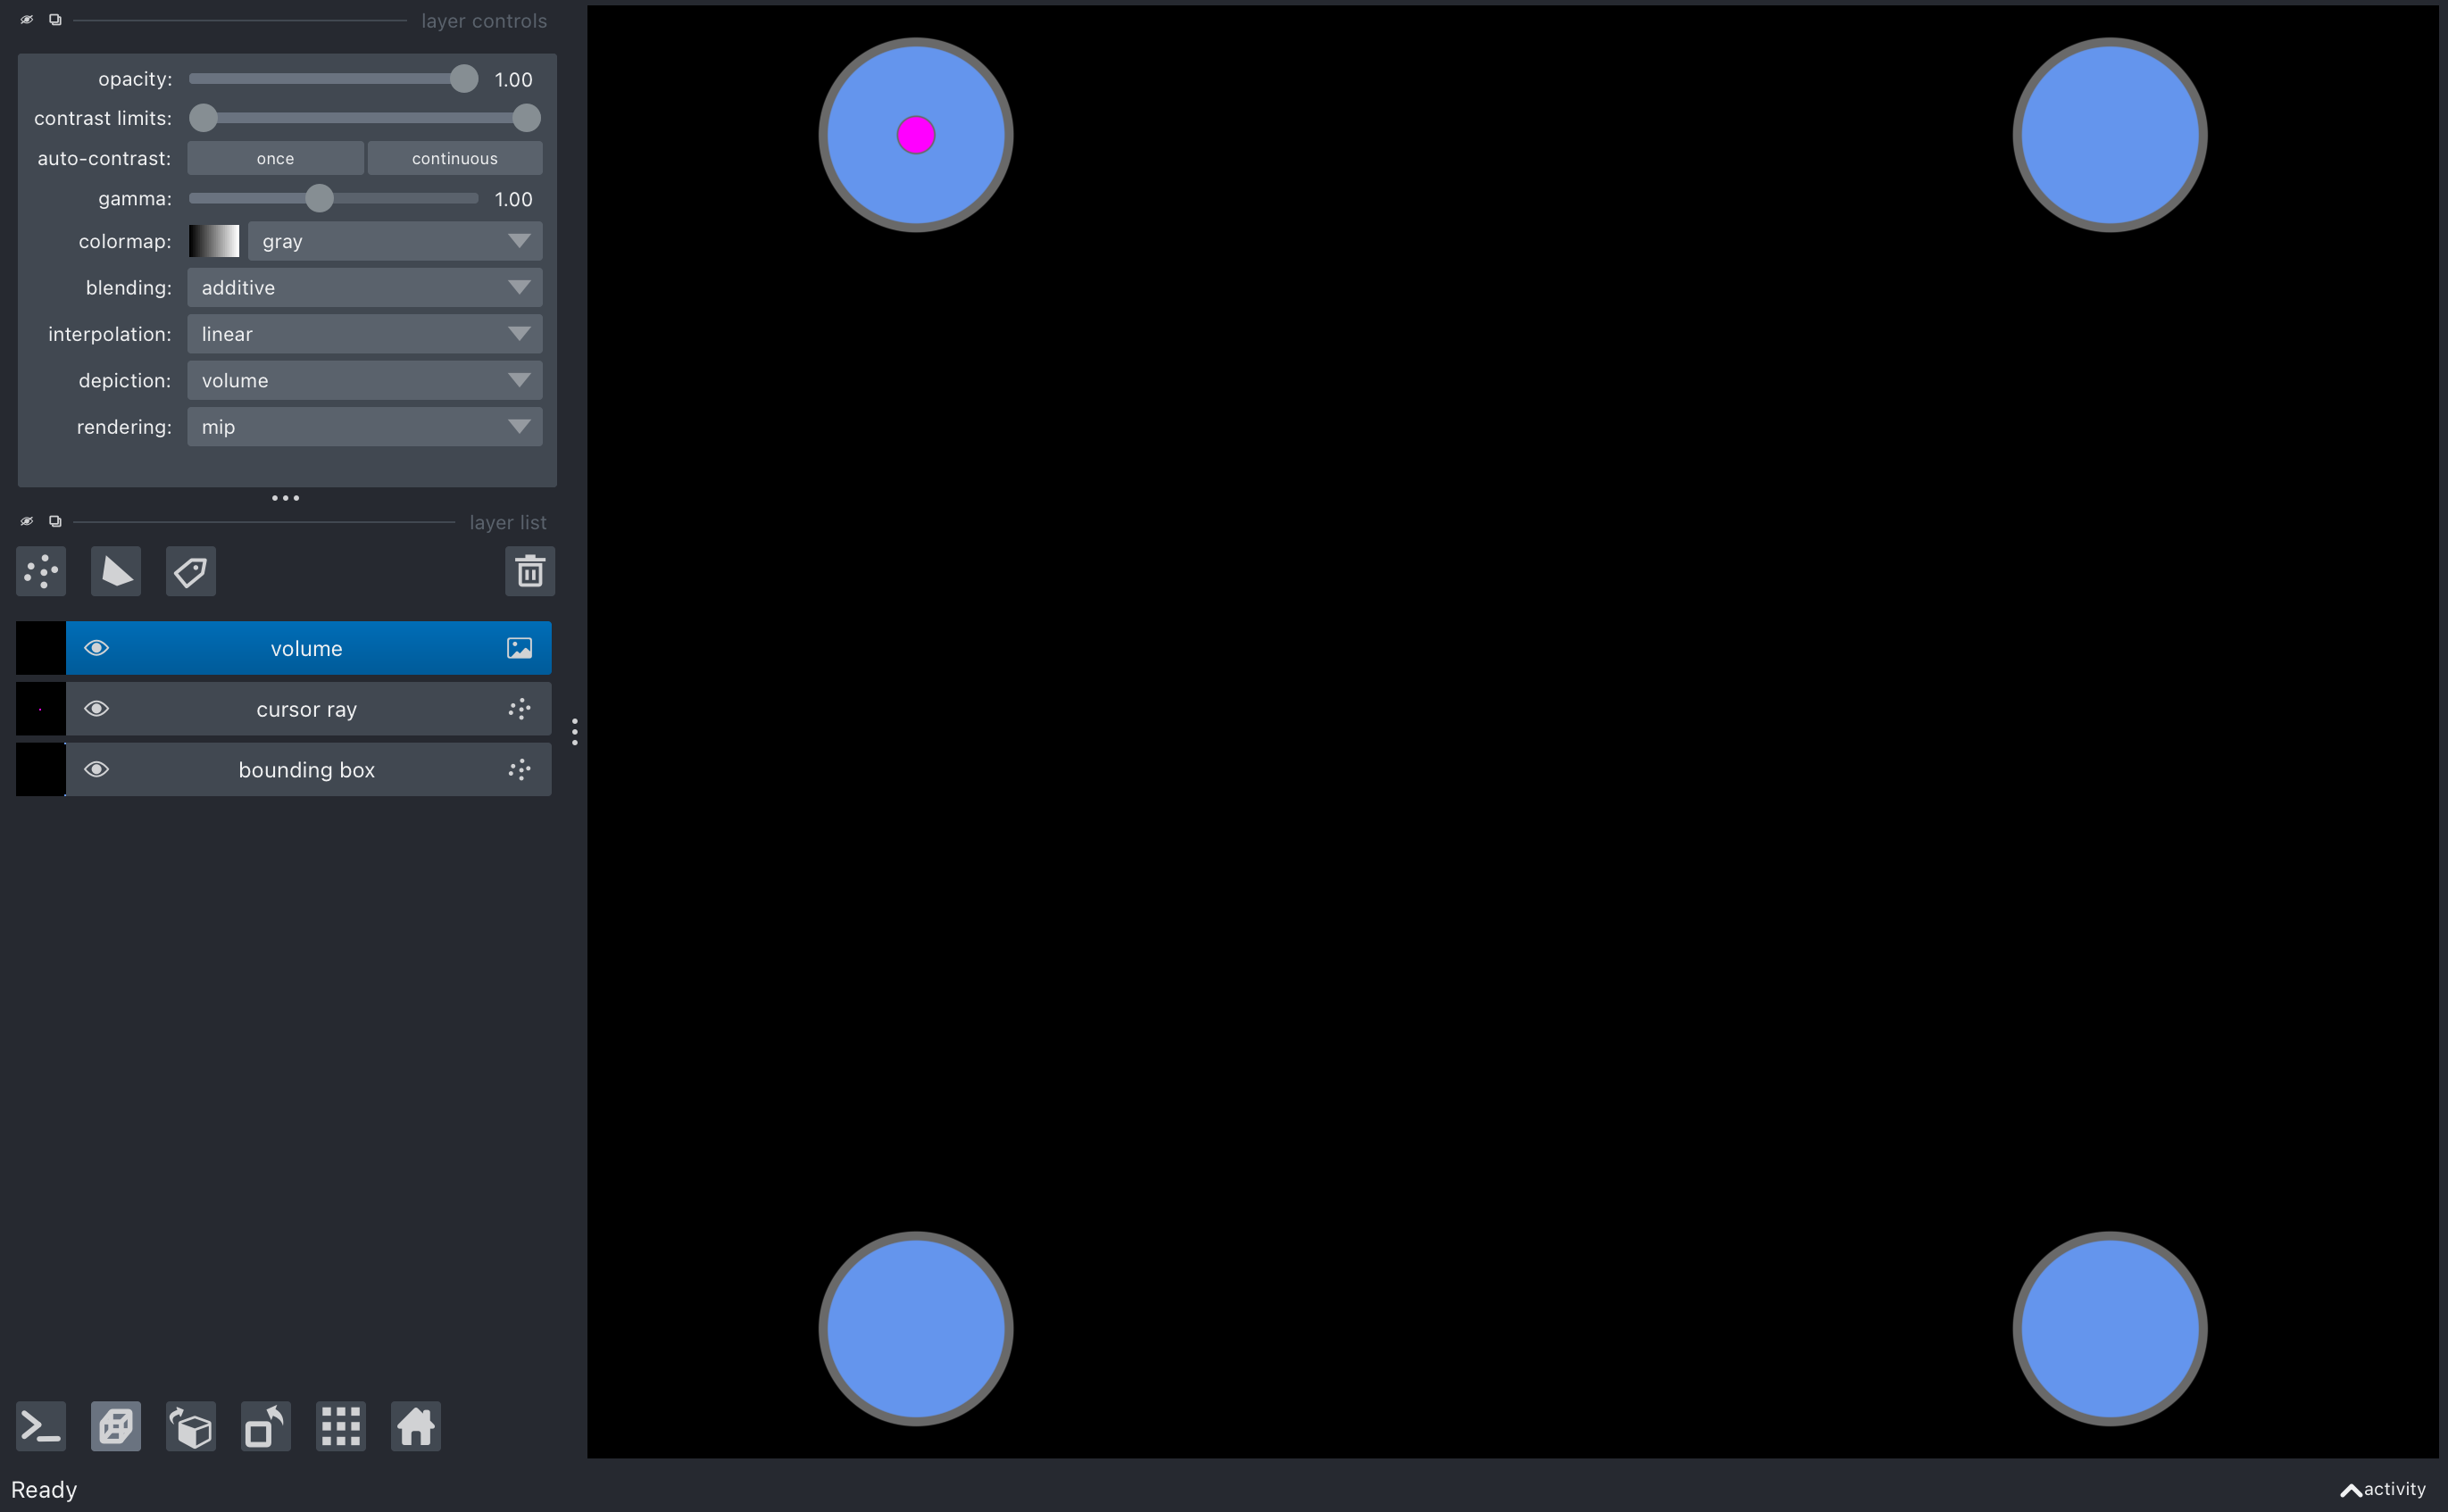 layer controls
opacity: 1.00
contrast limits:
auto-contrast: once continuous
gamma: 1.00
colormap: gray
blending: additive
interpolation: linear
depiction: volume
rendering: mip
layer list
volume
cursor ray
bounding box
Ready
activity